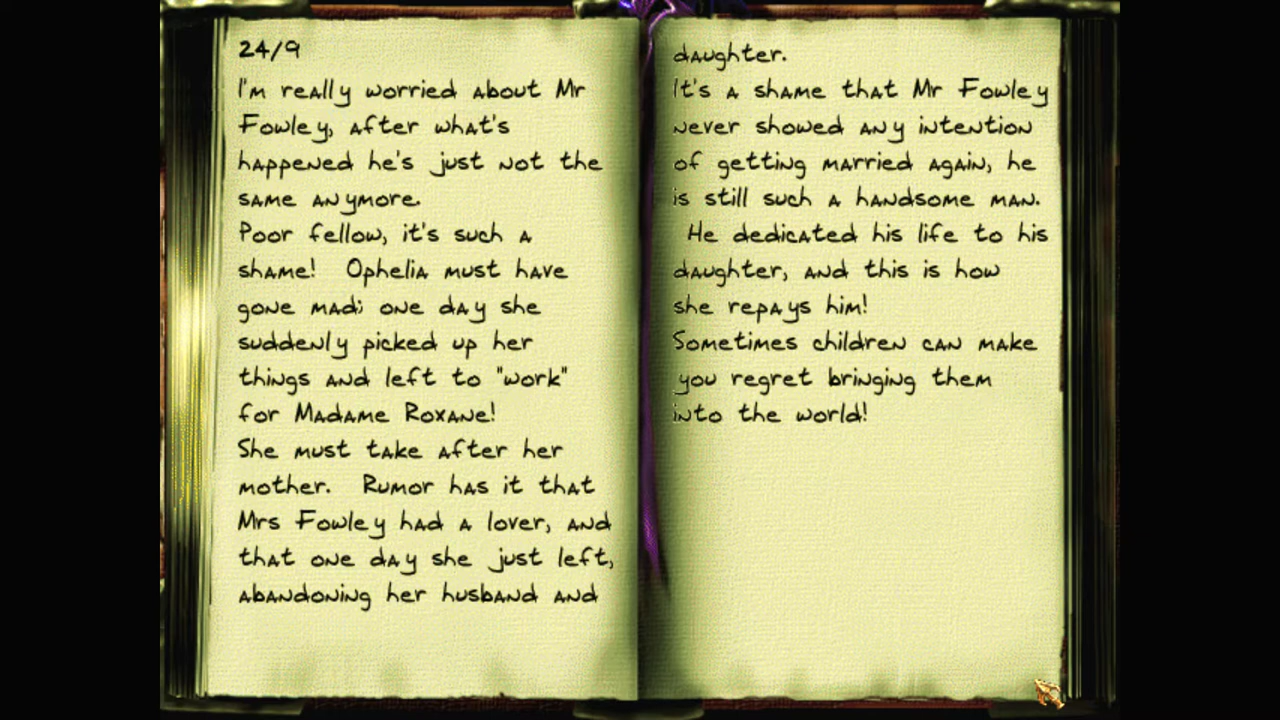 24/9
I'm really worried about Mr
Fowley, after what's
happened he's just not the
same anymore.
Poor fellow, it's such a
shame! Ophelia must have
gone mad; one day she
suddenly picked up her
things and left to "work"
for Madame Roxane!
She must take after her
mother. Rumor has it that
Mrs Fowley had a lover, and
that one day she just left,
abandoning her husband and
daughter.
It's a shame that Mr Fowley
never showed any intention
of getting married again, he
is still such a handsome man.
He dedicated his life to his
daughter, and this is how
she repays him!
Sometimes children can make
you regret bringing them
into the world!